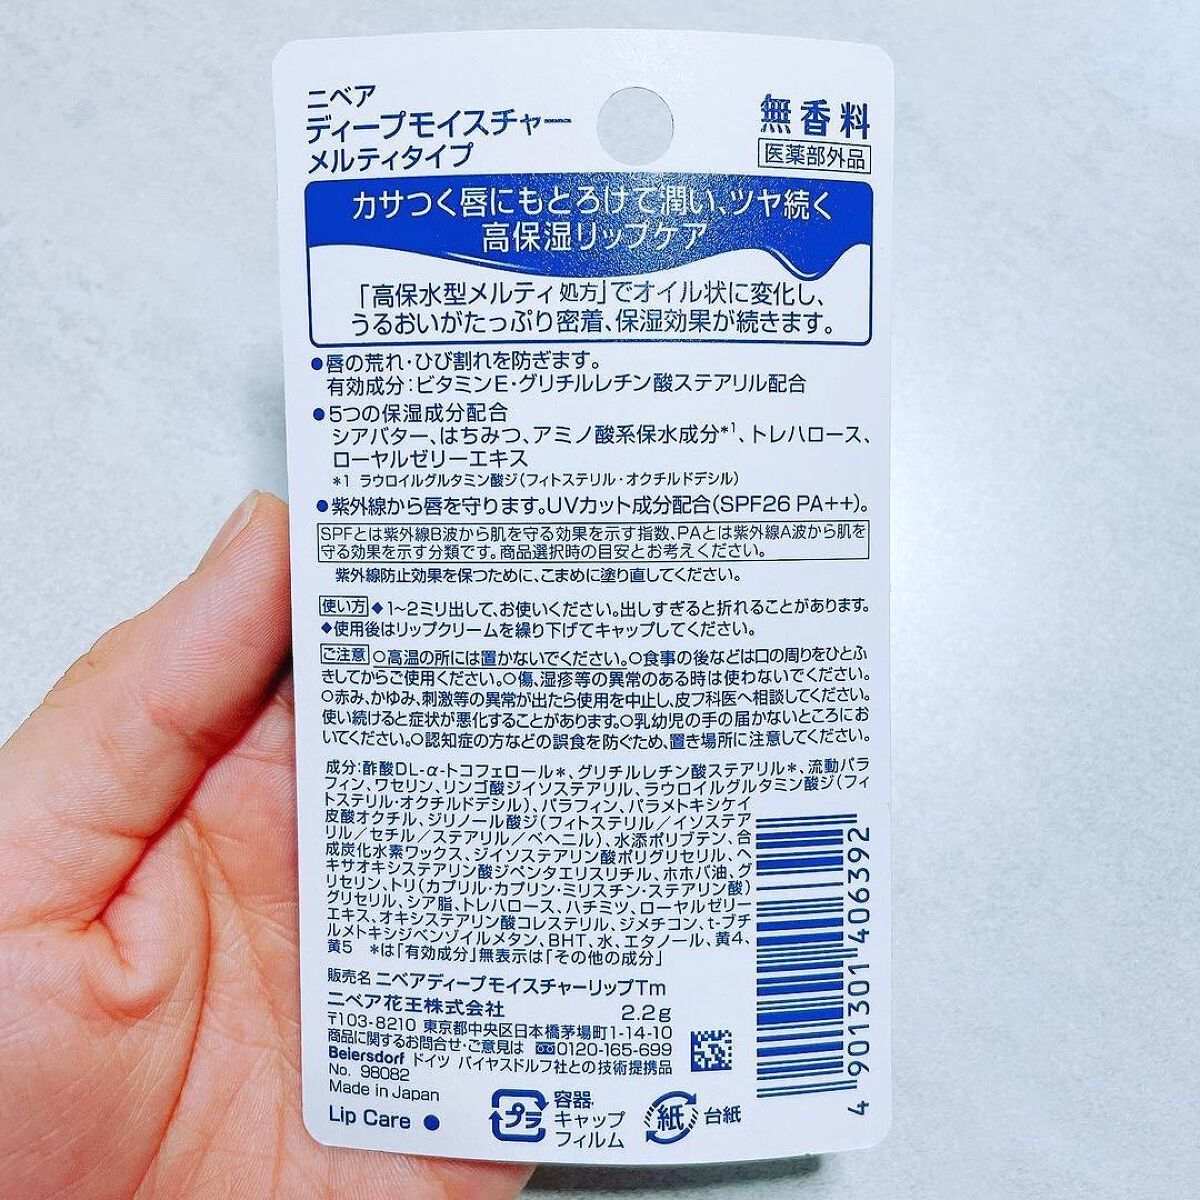 ニベア
ディープモイスチャー
メルティタイプ
無香料
医薬部外品
カサつく唇にもとろけて潤い、ツヤ続く
高保湿リップケア
「高保水型メルティ処方」でオイル状に変化し、
うるおいがたっぷり密着、保湿効果が続きます。
●唇の荒れ・ひび割れを防ぎます。
有効成分：ビタミンE・グリチルレチン酸ステアリル配合
●5つの保湿成分配合
シアバター、はちみつ、アミノ酸系保水成分*1、トレハロース、
ローヤルゼリーエキス
*1 ラウロイルグルタミン酸ジ(フィトステリル・オクチルドデシル)
●紫外線から唇を守ります。UVカット成分配合(SPF26 PA++)。
SPFとは紫外線B波から肌を守る効果を示す指数、PAとは紫外線A波から肌を
守る効果を示す分類です。商品選択時の目安とお考えください。
紫外線防止効果を保つために、こまめに塗り直してください。
使い方 ◆1~2ミリ出して、お使いください。出しすぎると折れることがあります。
◆使用後はリップクリームを繰り下げてキャップしてください。
ご注意 ○高温の所には置かないでください。○食事の後などは口の周りをひとふ
きしてからご使用ください。○傷、湿疹等の異常のある時は使わないでください。
○赤み、かゆみ、刺激等の異常が出たら使用を中止し、皮フ科医へ相談してください。
使い続けると症状が悪化することがあります。○乳幼児の手の届かないところにお
いてください。○認知症の方などの誤食を防ぐため、置き場所に注意してください。
成分：酢酸DL-α-トコフェロール*、グリチルレチン酸ステアリル*、流動パラ
フィン、ワセリン、リンゴ酸ジイソステアリル、ラウロイルグルタミン酸ジ(フィ
トステリル・オクチルドデシル)、パラフィン、パラメトキシケイ
皮酸オクチル、ジリノール酸ジ(フィトステリル／イソステア
リル／セチル／ステアリル／ベヘニル)、水添ポリブテン、合
成炭化水素ワックス、ジイソステアリン酸ポリグリセリル、ヘ
キサオキシステアリン酸ジペンタエリスリチル、ホホバ油、グ
リセリン、トリ(カプリル・カプリン・ミリスチン・ステアリン酸)
グリセリル、シア脂、トレハロース、ハチミツ、ローヤルゼリー
エキス、オキシステアリン酸コレステリル、ジメチコン、t-ブチ
ルメトキシジベンゾイルメタン、BHT、水、エタノール、黄4、
黄5 *は「有効成分」無表示は「その他の成分」
販売名 ニベアディープモイスチャーリップTm
ニベア花王株式会社 2.2g
〒103-8210 東京都中央区日本橋茅場町1-14-10
商品に関するお問合せ・ご意見は 0120-165-699
Beiersdorf ドイツ バイヤスドルフ社との技術提携品
No. 98082
Made in Japan
Lip Care ●
プラ
容器
キャップ
フィルム
紙
台紙
4 901301 406392